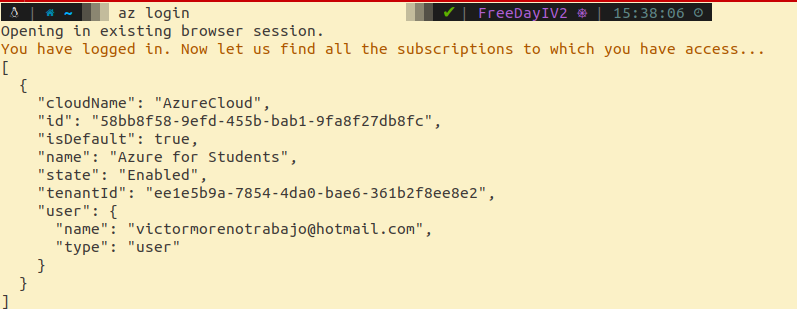 ~ az login ✔ | FreeDayIV2 ⎈ | 15:38:06
Opening in existing browser session.
You have logged in. Now let us find all the subscriptions to which you have access...
[
  {
    "cloudName": "AzureCloud",
    "id": "58bb8f58-9efd-455b-bab1-9fa8f27db8fc",
    "isDefault": true,
    "name": "Azure for Students",
    "state": "Enabled",
    "tenantId": "ee1e5b9a-7854-4da0-bae6-361b2f8ee8e2",
    "user": {
      "name": "victormorenotrabajo@hotmail.com",
      "type": "user"
    }
  }
]